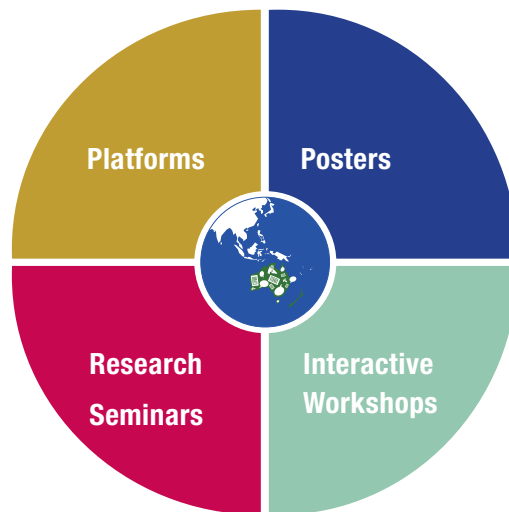 Platforms
Posters
Research
Seminars
Interactive
Workshops